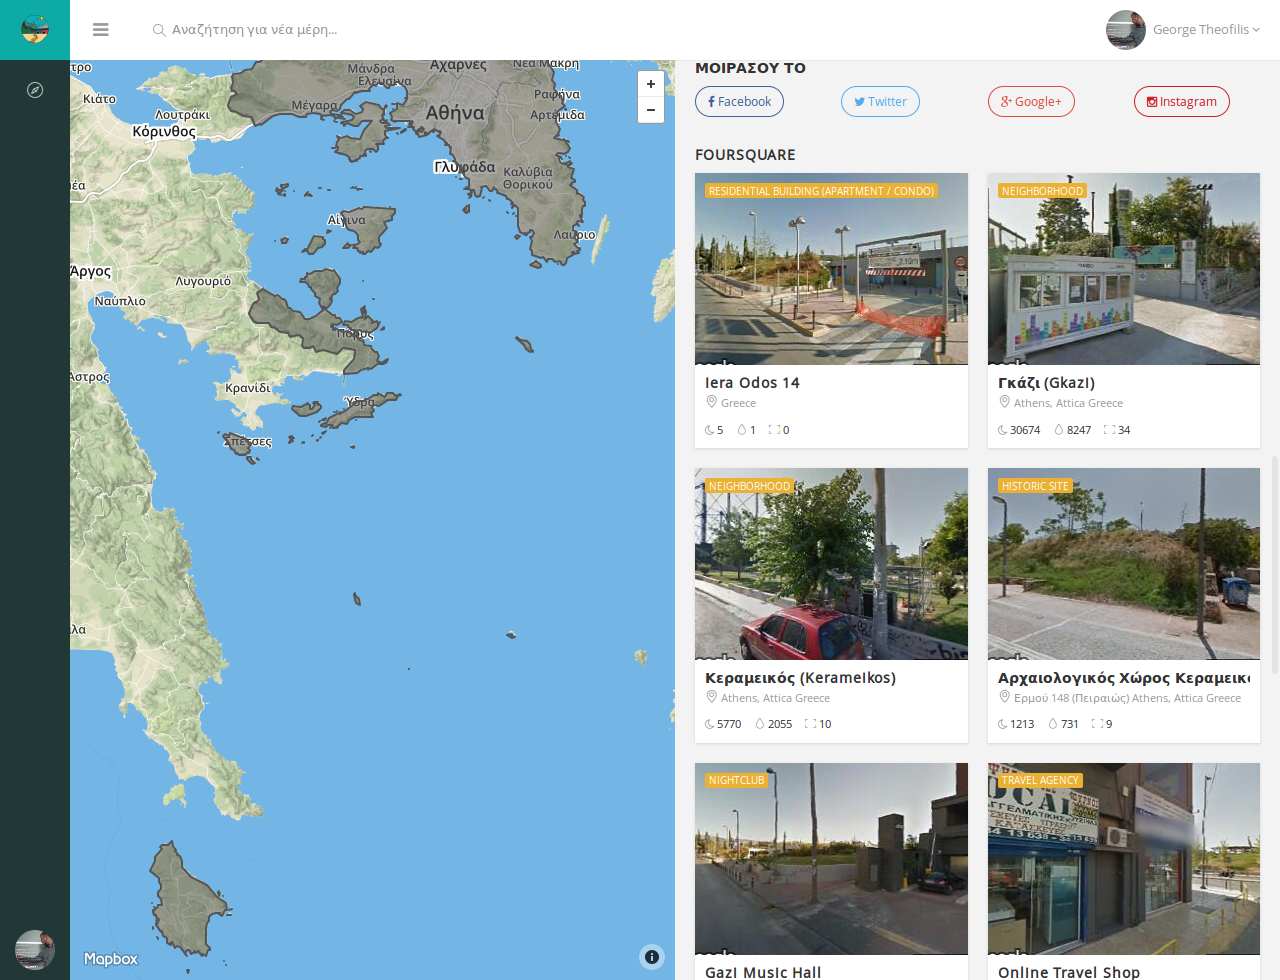 Αναζήτηση για νέα μέρη...
George Theofilis
Μάνδρα
Αχαρνές
Νέα Μάκρη
Ελευσίνα
Κιάτο
Μέγαρα
Ραφήνα
Λουτράκι
Αθήνα
Αρτέμιδα
Κόρινθος
Γλυφάδα
Καλύβια
Θορικού
Αίγινα
Λαύριο
Άργος
Λυγουριό
Ναύπλιο
Πόρος
Άστρος
Κρανίδι
Ύδρα
Σπέτσες
Mapbox
+
−
ΜΟΙΡΑΣΟΥ ΤΟ
Facebook
Twitter
Google+
Instagram
FOURSQUARE
RESIDENTIAL BUILDING (APARTMENT / CONDO)
Iera Odos 14
Greece
5 1 0
NEIGHBORHOOD
Γκάζι (Gkazi)
Athens, Attica Greece
30674 8247 34
NEIGHBORHOOD
Κεραμεικός (Kerameikos)
Athens, Attica Greece
5770 2055 10
HISTORIC SITE
Αρχαιολογικός Χώρος Κεραμεικο
Ερμού 148 (Πειραιώς) Athens, Attica Greece
1213 731 9
NIGHTCLUB
Gazi Music Hall
TRAVEL AGENCY
Online Travel Shop